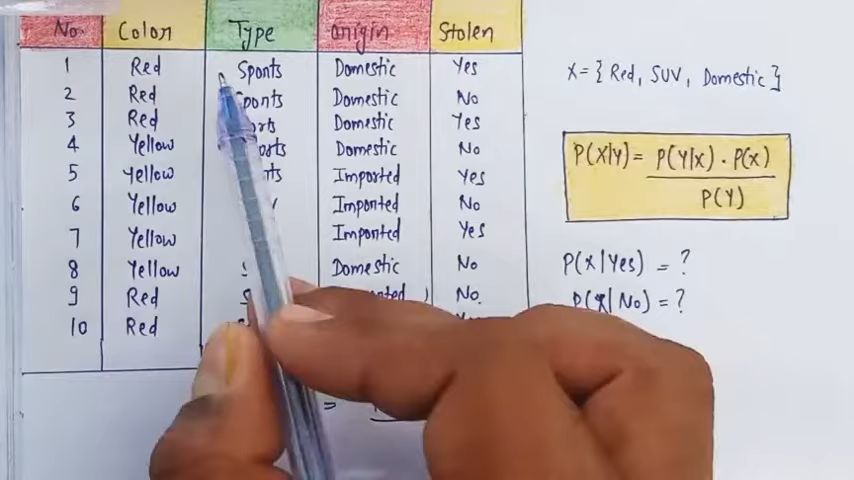 No Color Type Origin Stolen
1 Red Sports Domestic Yes
2 Red Sports Domestic No
3 Red Domestic Yes
4 Yellow Domestic No
5 Yellow Imported Yes
6 Yellow Imported No
7 Yellow Imported Yes
8 Yellow Domestic No
9 Red No
10 Red
X = { Red, SUV, Domestic }
P(X|Y) = P(Y|X) . P(X)
P(Y)
P(X|Yes) = ?
P(X|No) = ?
=